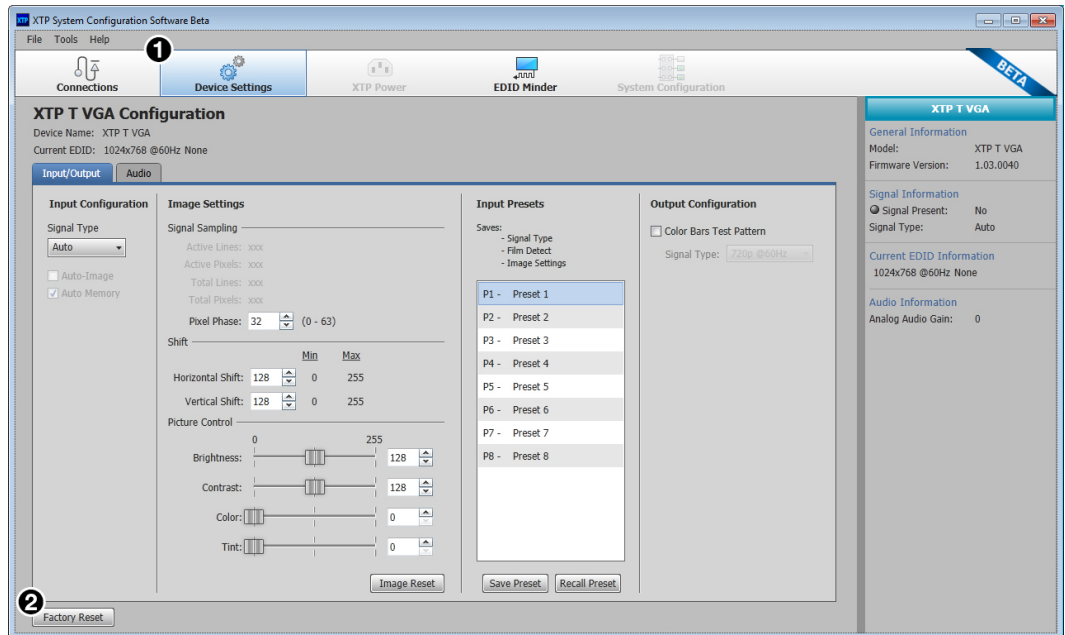 XTP XTP System Configuration Software Beta
File Tools Help
1
Connections Device Settings XTP Power EDID Minder System Configuration
BETA
XTP T VGA Configuration
Device Name: XTP T VGA
Current EDID: 1024x768 @60Hz None
Input/Output Audio
Input Configuration
Signal Type
Auto
Auto-Image
Auto Memory
Image Settings
Signal Sampling
Active Lines: xxx
Active Pixels: xxx
Total Lines: xxx
Total Pixels: xxx
Pixel Phase: 32 (0 - 63)
Shift
Min Max
Horizontal Shift: 128 0 255
Vertical Shift: 128 0 255
Picture Control
0 255
Brightness: 128
Contrast: 128
Color: 0
Tint: 0
Image Reset
Input Presets
Saves:
- Signal Type
- Film Detect
- Image Settings
P1 - Preset 1
P2 - Preset 2
P3 - Preset 3
P4 - Preset 4
P5 - Preset 5
P6 - Preset 6
P7 - Preset 7
P8 - Preset 8
Save Preset Recall Preset
Output Configuration
Color Bars Test Pattern
Signal Type: 720p @60Hz
2
Factory Reset
XTP T VGA
General Information
Model: XTP T VGA
Firmware Version: 1.03.0040
Signal Information
Signal Present: No
Signal Type: Auto
Current EDID Information
1024x768 @60Hz None
Audio Information
Analog Audio Gain: 0